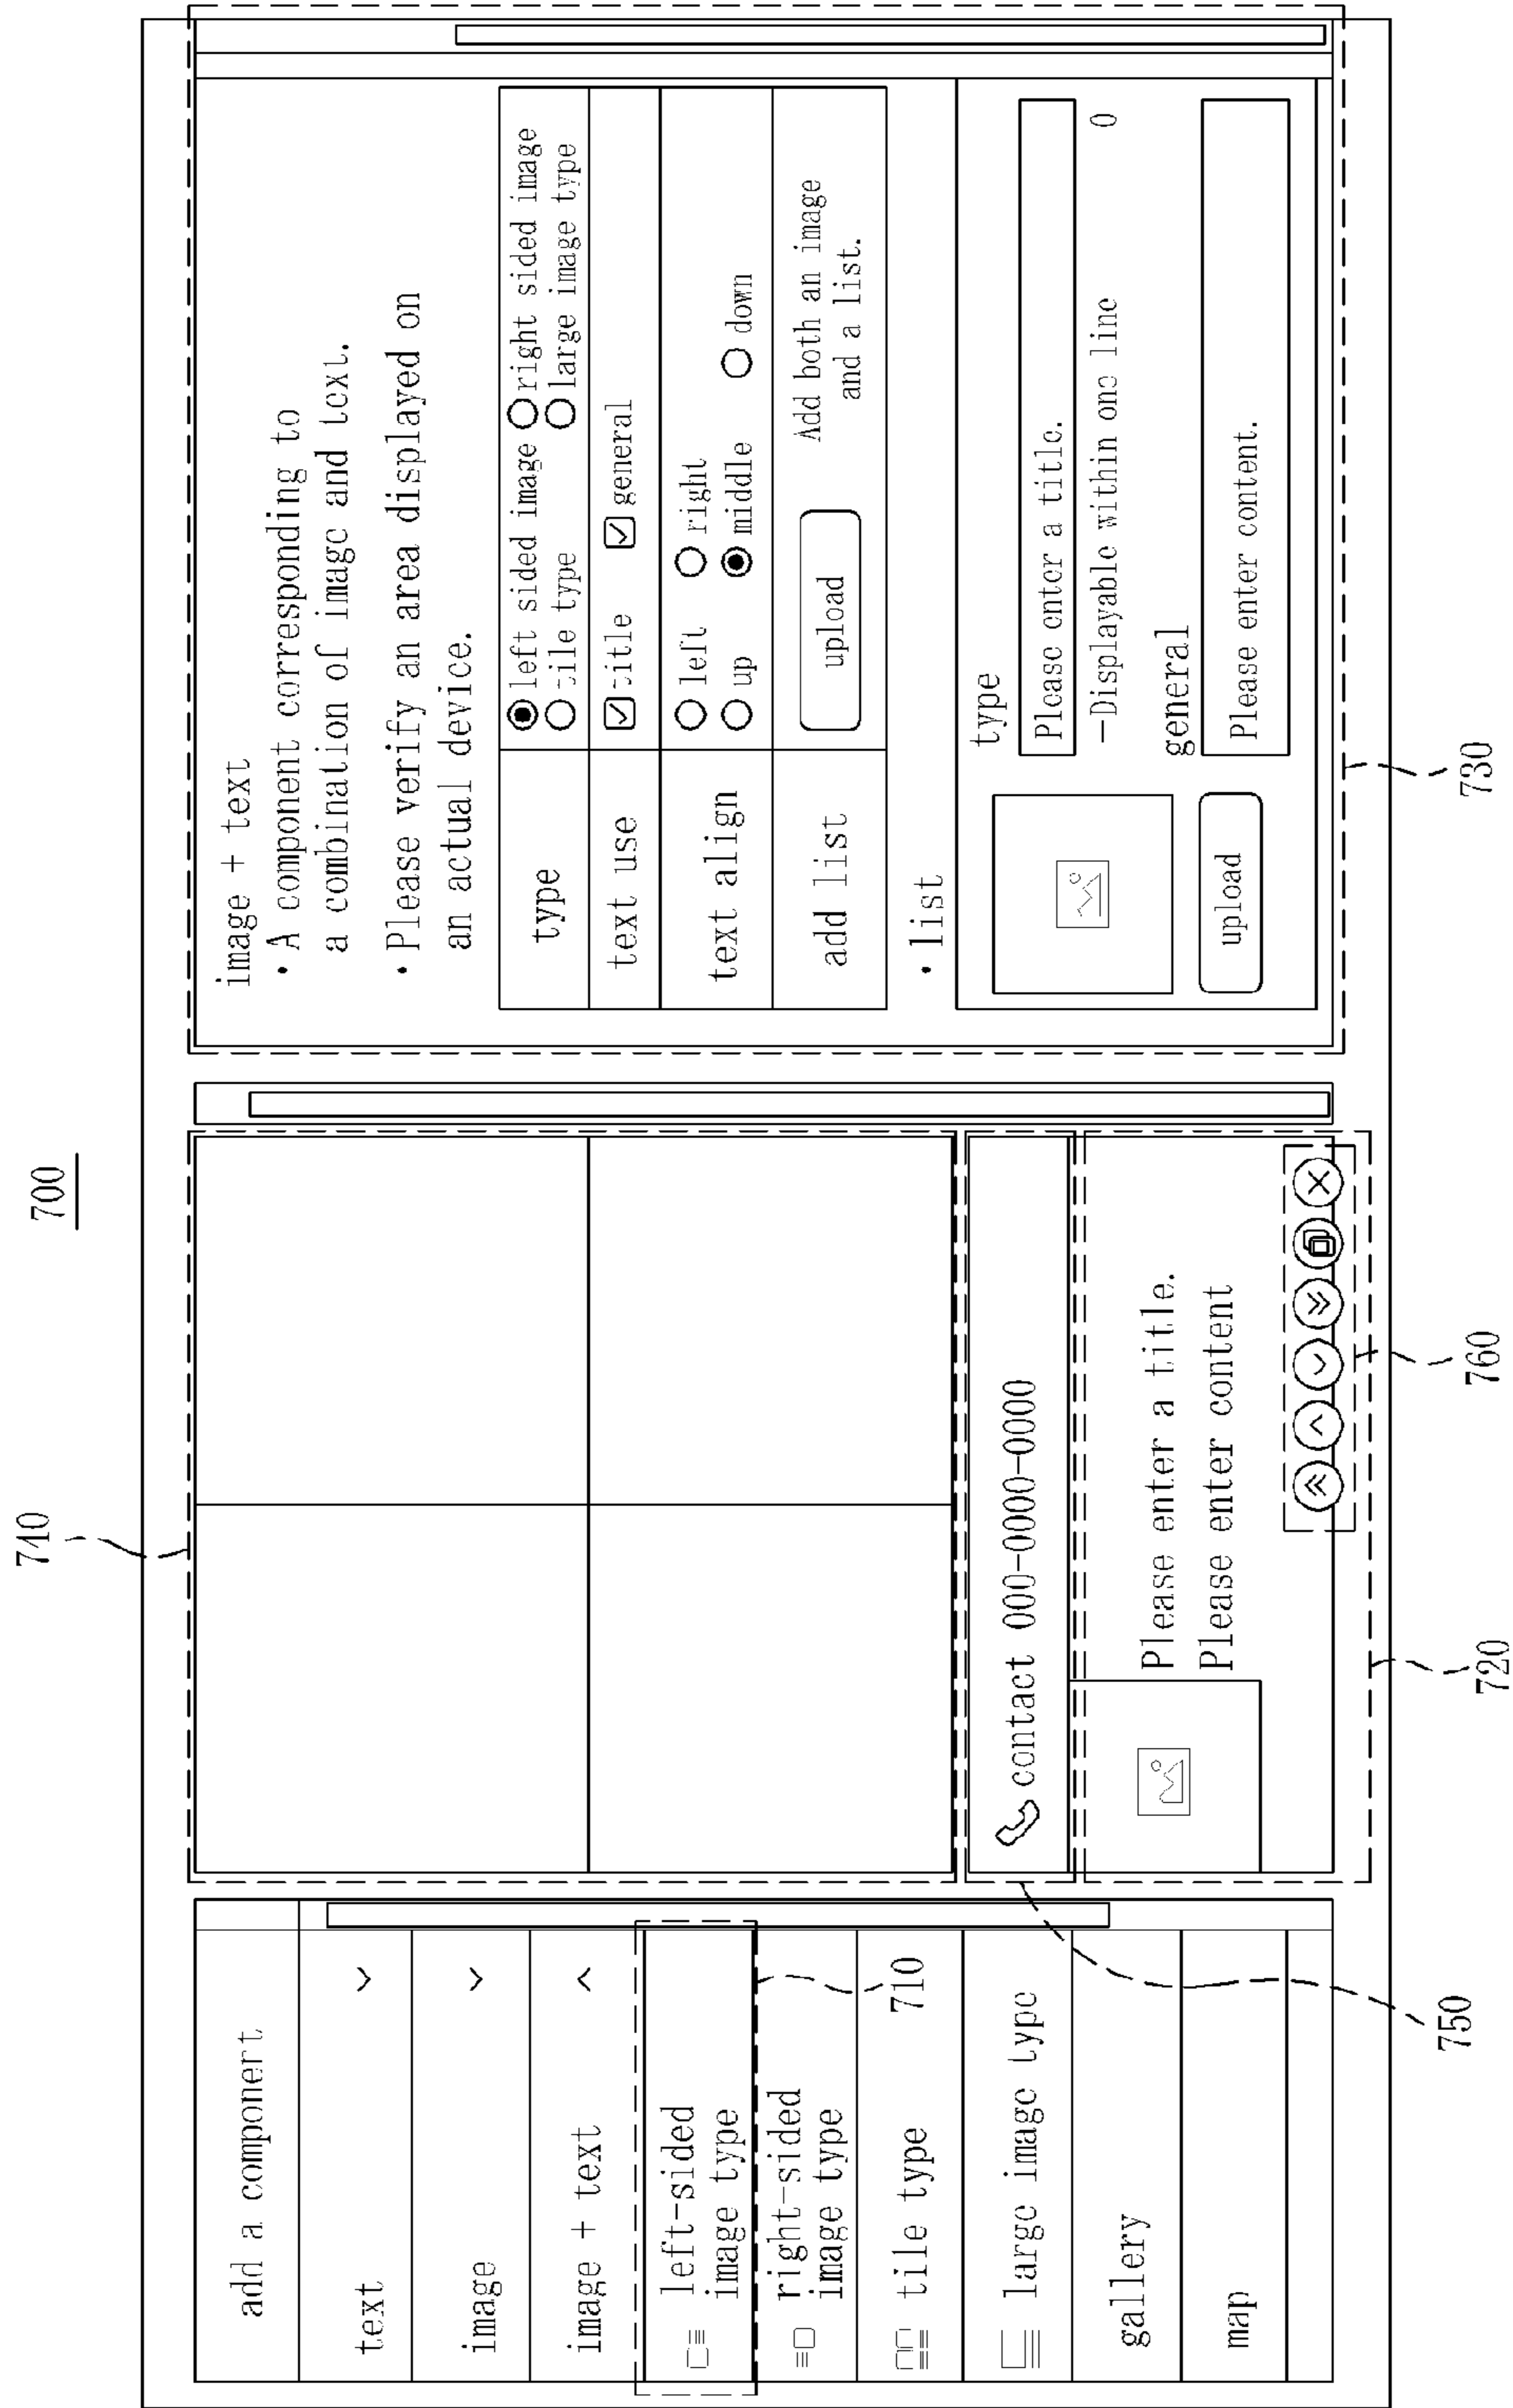 700
740
add a component
text
image
image + text
left-sided
image type
right-sided
image type
tile type
large image type
gallery
map
710
750
contact 000-0000-0000
Please enter a title.
Please enter content
720
760
image + text
· A component corresponding to
a combination of image and text.
· Please verify an area displayed on
an actual device.
type
left sided image right sided image
tile type large image type
text use
title general
text align
left right
up middle down
add list
upload
Add both an image
and a list.
· list
upload
type
Please enter a title.
-Displayable within one line 0
general
Please enter content.
730